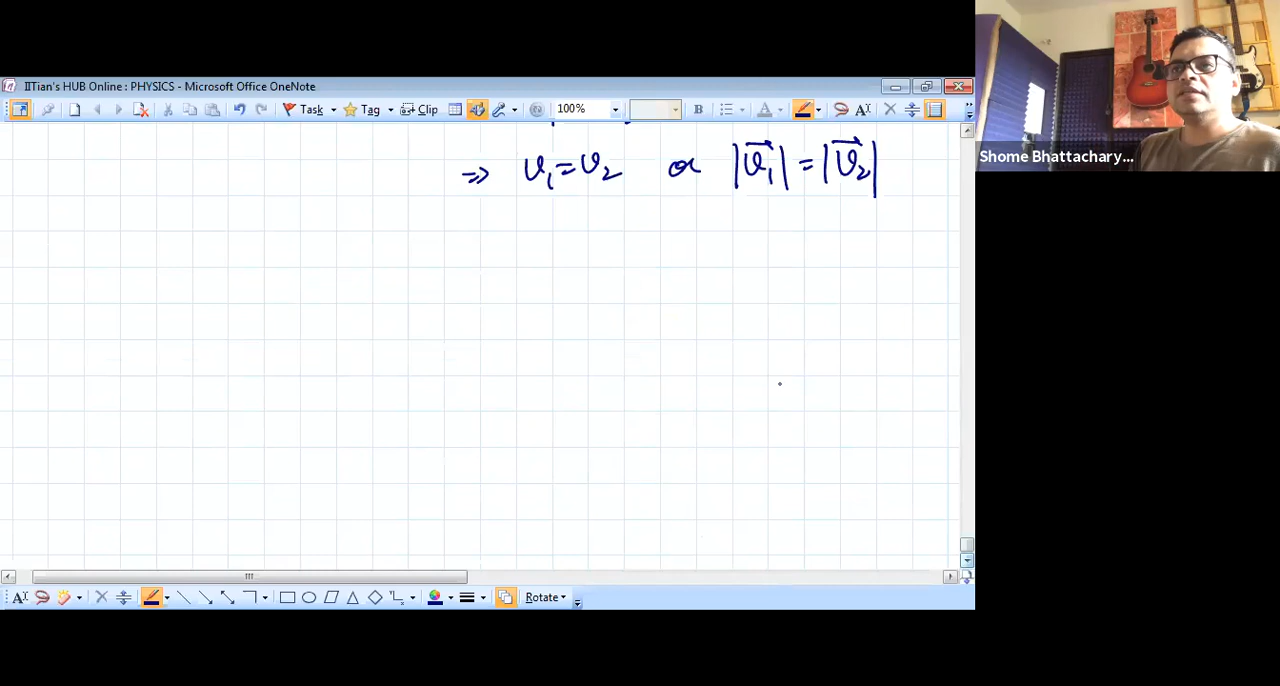 IITian's HUB Online : PHYSICS - Microsoft Office OneNote
Task Tag Clip 100% B A A
⇒ v₁ = v₂ or |v⃗₁| = |v⃗₂|
Shome Bhattachary...
A Rotate